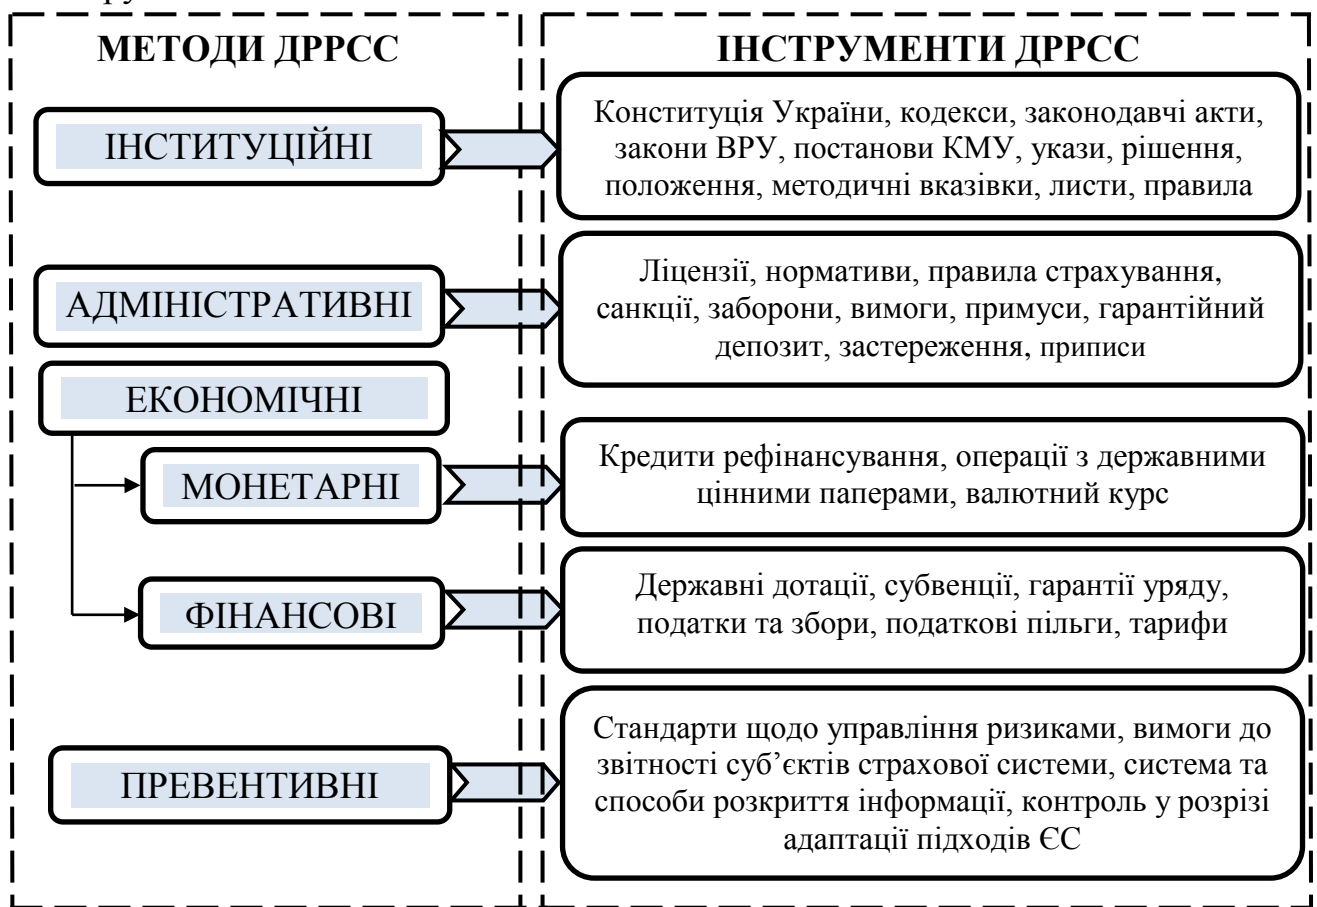 МЕТОДИ ДРРСС
ІНСТРУМЕНТИ ДРРСС
ІНСТИТУЦІЙНІ
Конституція України, кодекси, законодавчі акти,
закони ВРУ, постанови КМУ, укази, рішення,
положення, методичні вказівки, листи, правила
АДМІНІСТРАТИВНІ
Ліцензії, нормативи, правила страхування,
санкції, заборони, вимоги, примуси, гарантійний
депозит, застереження, приписи
ЕКОНОМІЧНІ
МОНЕТАРНІ
Кредити рефінансування, операції з державними
цінними паперами, валютний курс
ФІНАНСОВІ
Державні дотації, субвенції, гарантії уряду,
податки та збори, податкові пільги, тарифи
ПРЕВЕНТИВНІ
Стандарти щодо управління ризиками, вимоги до
звітності суб’єктів страхової системи, система та
способи розкриття інформації, контроль у розрізі
адаптації підходів ЄС